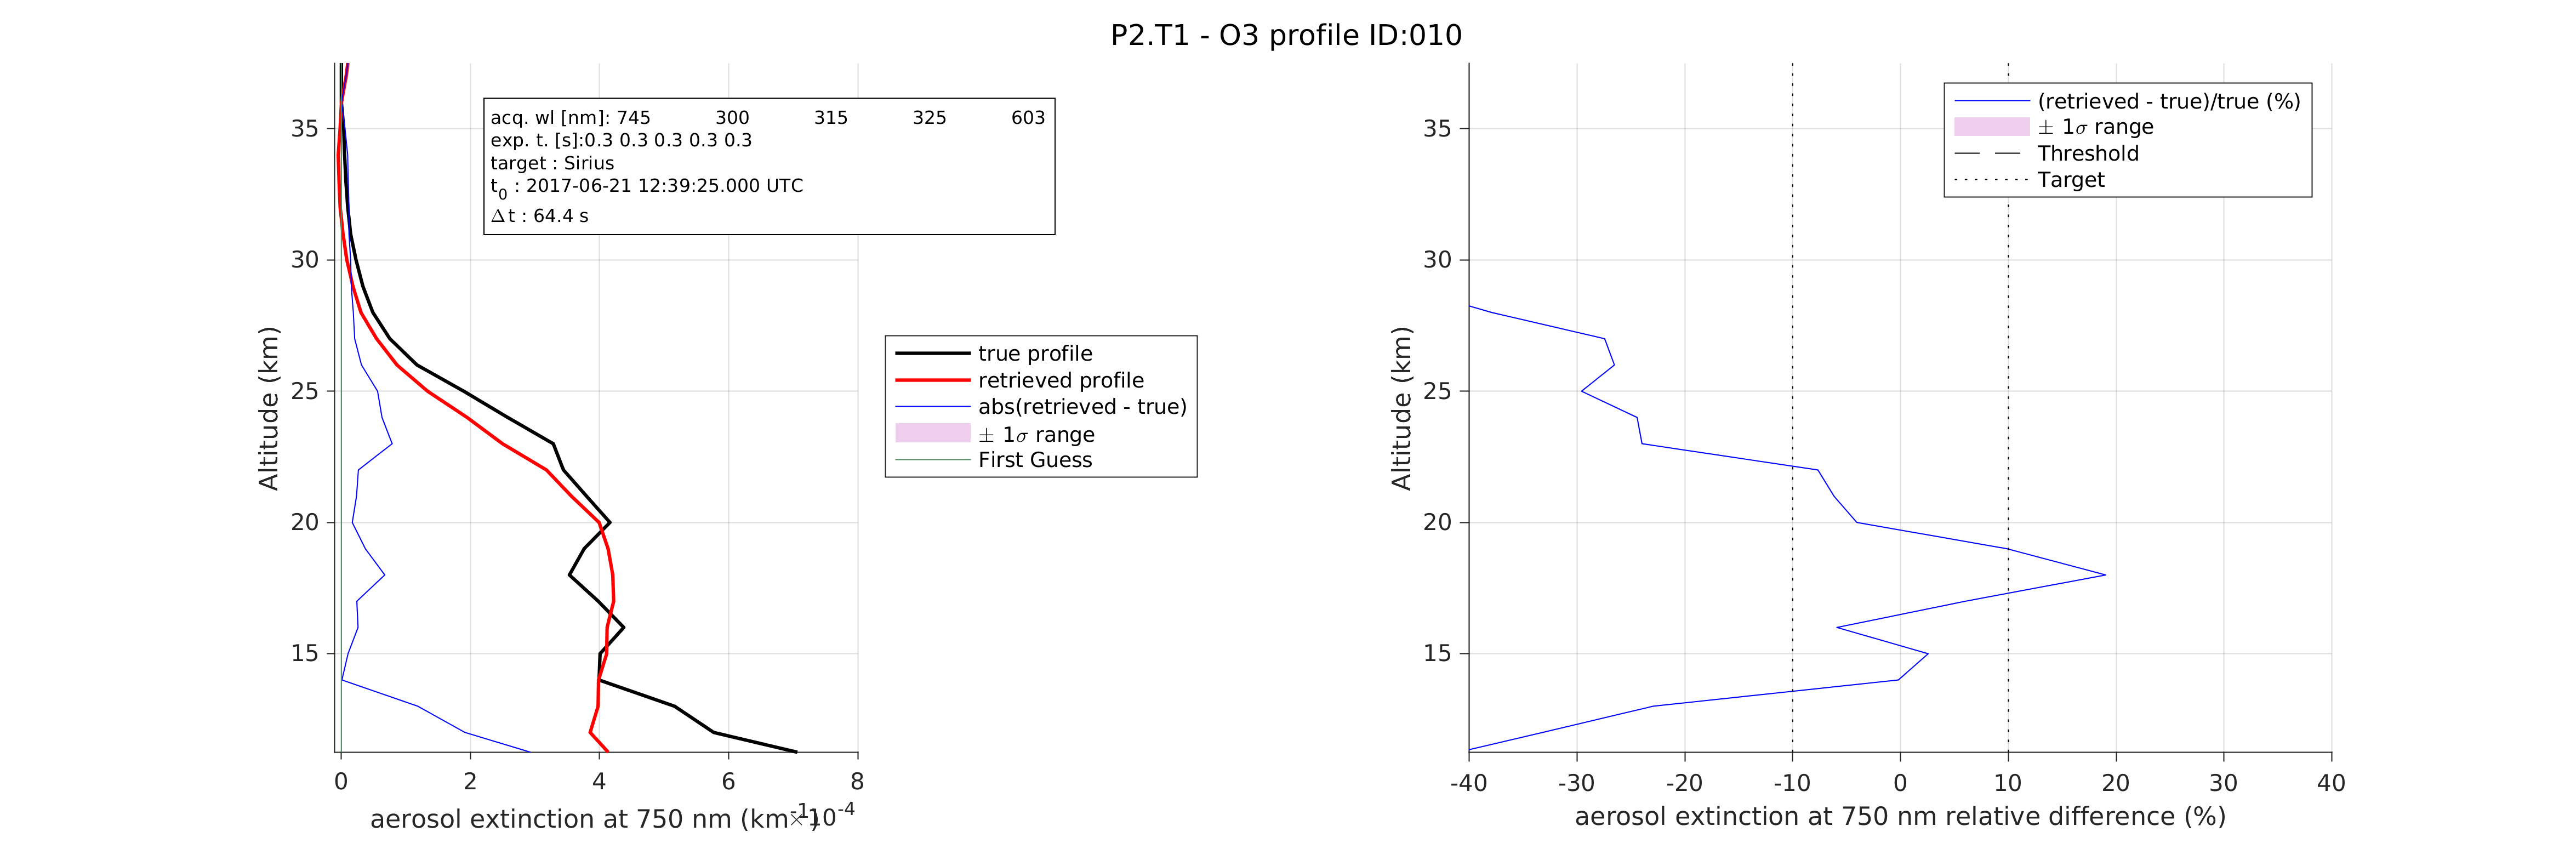 P2.T1 - O3 profile ID:010
acq. wl [nm]: 745 300 315 325 603
exp. t. [s]:0.3 0.3 0.3 0.3 0.3
target : Sirius
t0 : 2017-06-21 12:39:25.000 UTC
Δt : 64.4 s
35
30
25
20
15
Altitude (km)
true profile
retrieved profile
abs(retrieved - true)
± 1σ range
First Guess
0 2 4 6 8
aerosol extinction at 750 nm (km-1)
×10-4
(retrieved - true)/true (%)
± 1σ range
Threshold
Target
35
30
25
20
15
Altitude (km)
-40 -30 -20 -10 0 10 20 30 40
aerosol extinction at 750 nm relative difference (%)